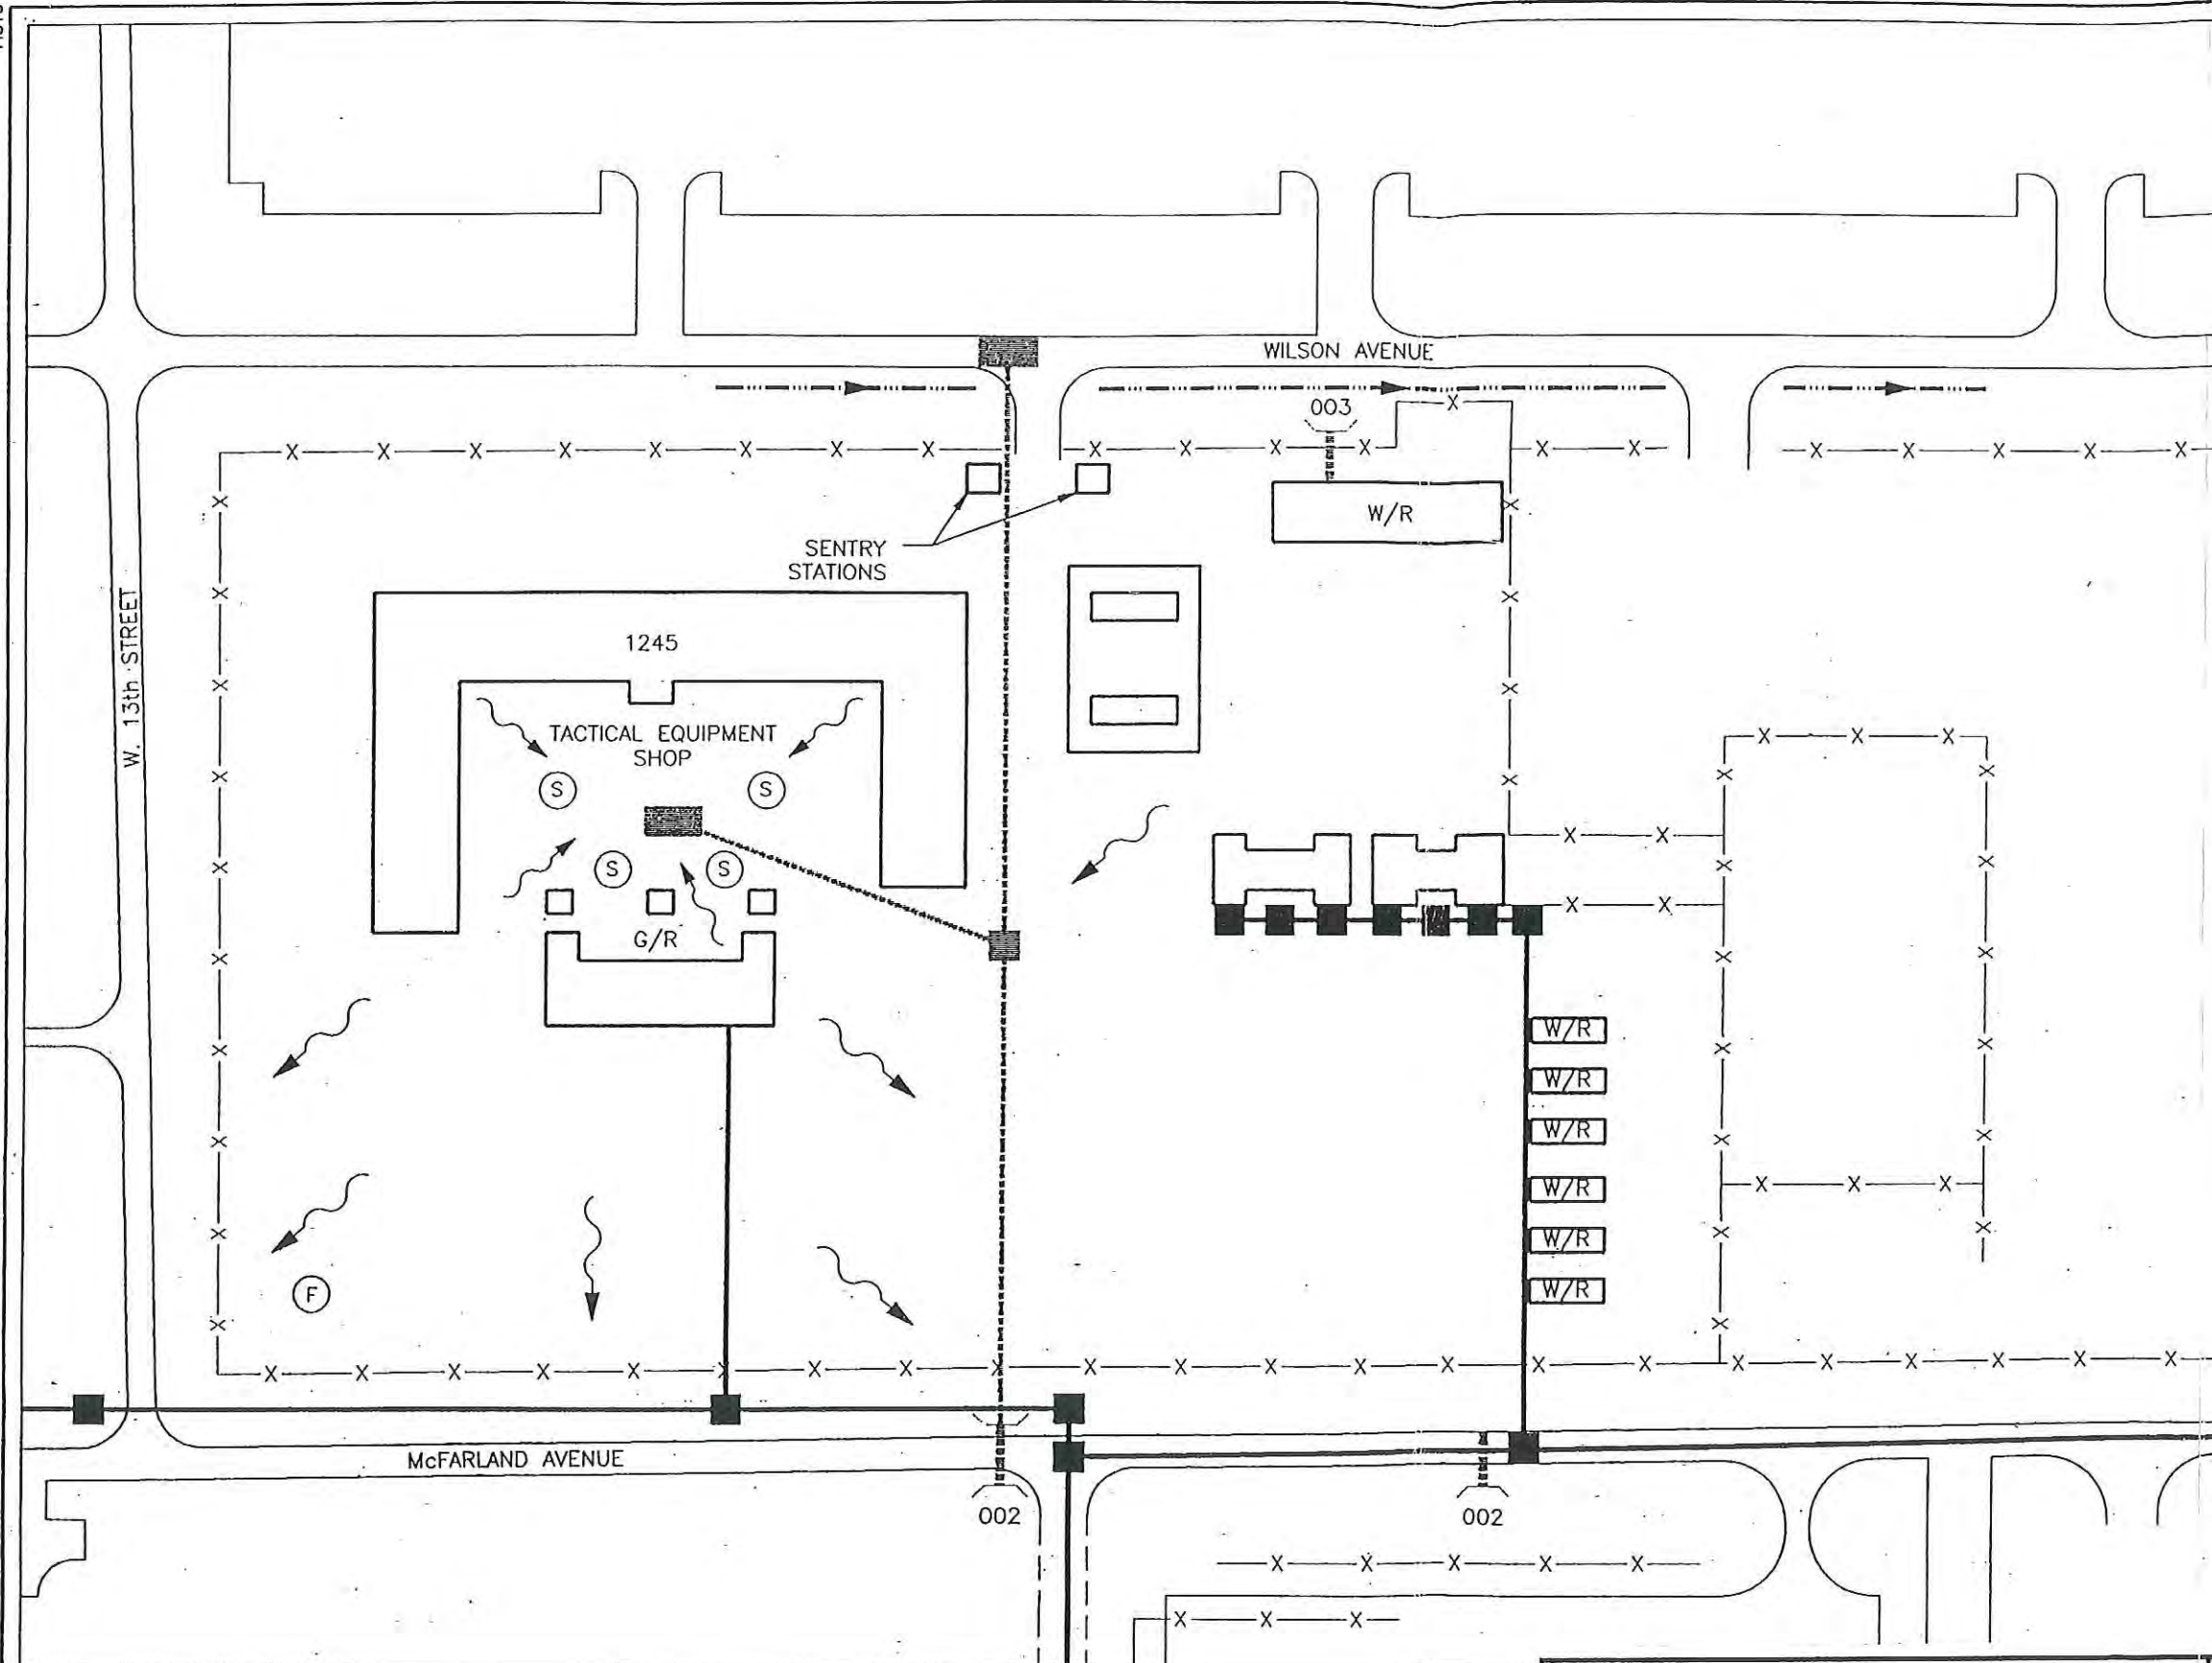 WILSON AVENUE
003
W/R
SENTRY
STATIONS
W. 13th STREET
1245
TACTICAL EQUIPMENT
SHOP
S
S
S
S
G/R
W/R
W/R
W/R
W/R
W/R
W/R
F
McFARLAND AVENUE
002
002